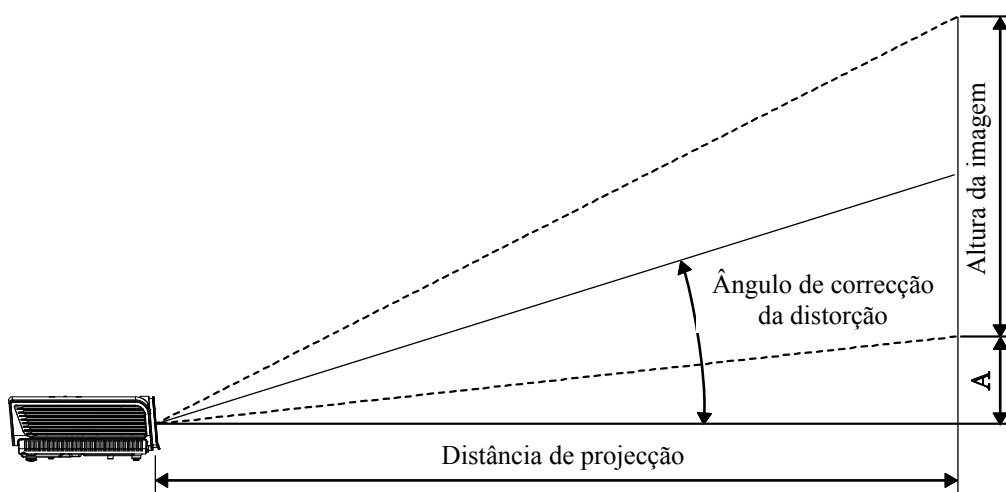 Altura da imagem
Ângulo de correcção
da distorção
A
Distância de projecção